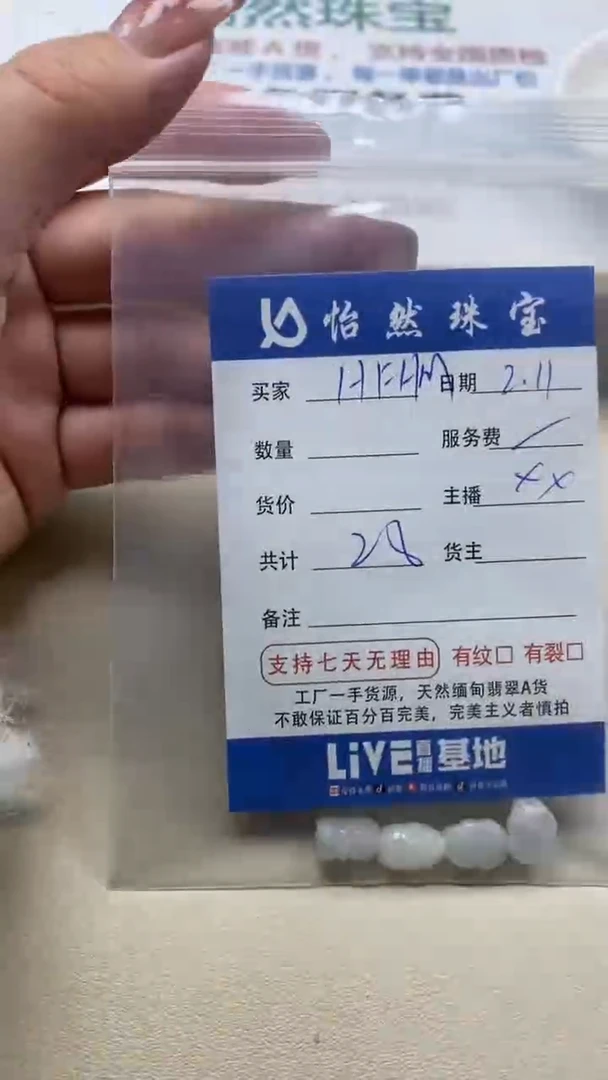 然珠宝
怡然珠宝
买家 HFHM 日期 2.11
数量 服务费
货价 主播 xx
共计 28 货主
备注
支持七天无理由 有纹□ 有裂□
工厂一手货源，天然缅甸翡翠A货
不敢保证百分百完美，完美主义者慎拍
LiVE直播基地